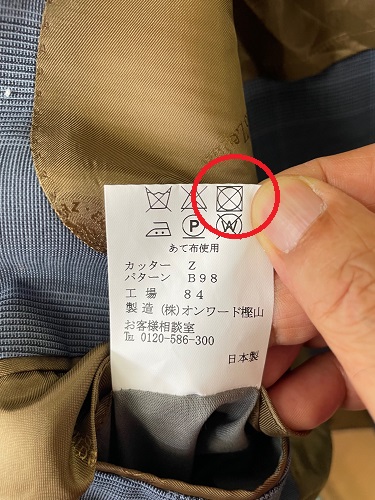 P
W
あて布使用
カッター Z
パターン B98
工場 84
製造 (株)オンワード樫山
お客様相談室
℡ 0120-586-300
日本製